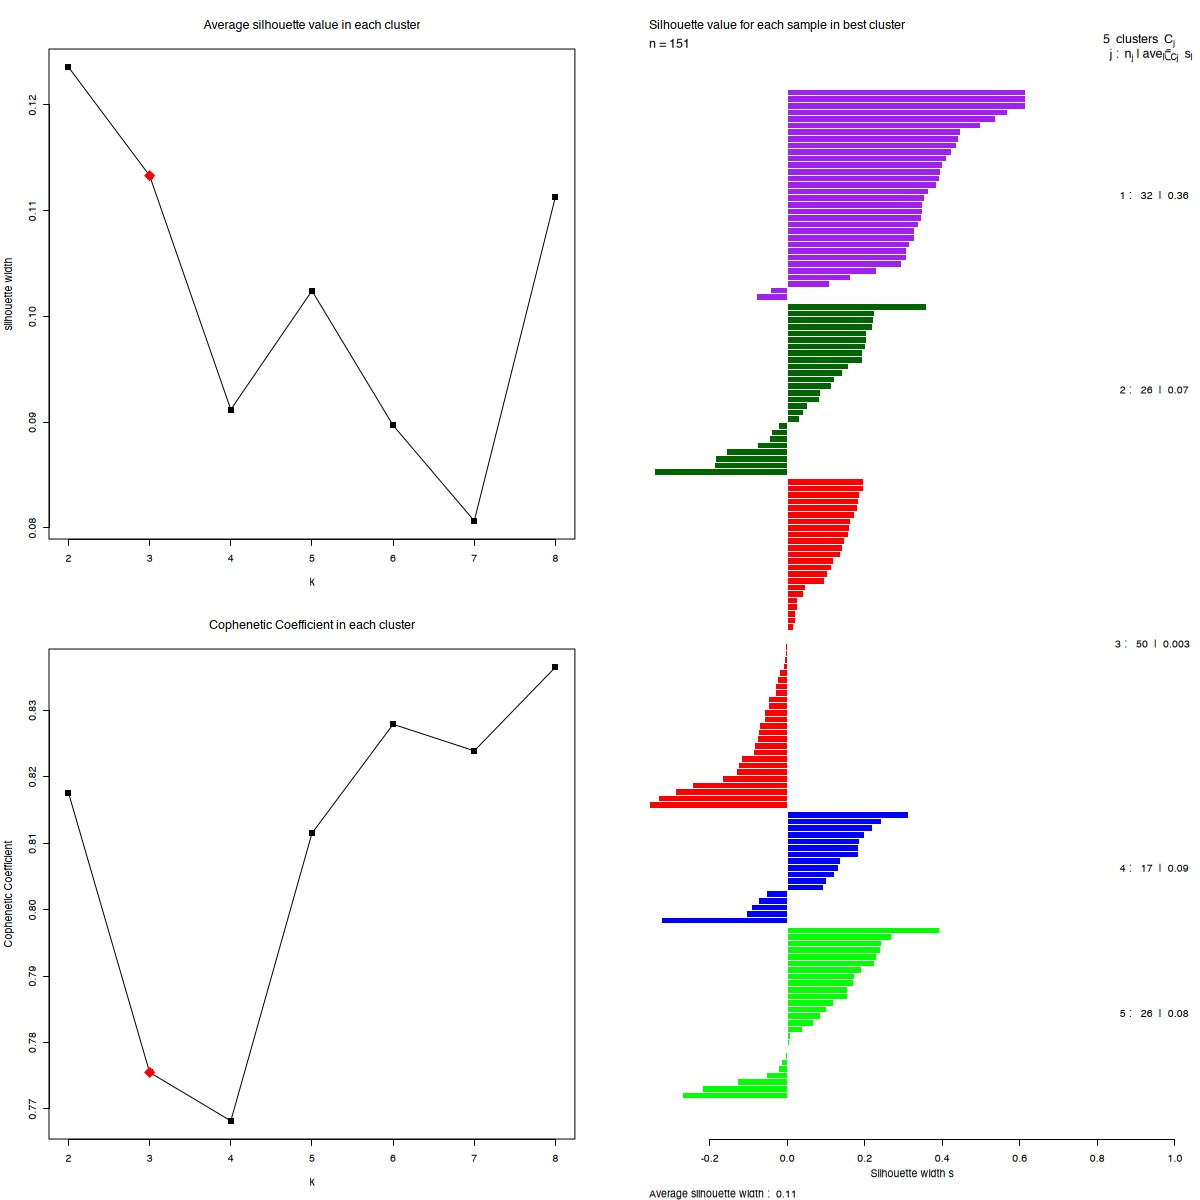 Average silhouette value in each cluster
0.12
0.11
0.10
0.09
0.08
silhouette width
2 3 4 5 6 7 8
k
Cophenetic Coefficient in each cluster
0.83
0.82
0.81
0.80
0.79
0.78
0.77
Cophenetic Coefficient
2 3 4 5 6 7 8
k
Silhouette value for each sample in best cluster
n = 151
5 clusters Cj
j : nj | avei∈Cj si
1 : 32 | 0.36
2 : 26 | 0.07
3 : 50 | 0.003
4 : 17 | 0.09
5 : 26 | 0.08
-0.2 0.0 0.2 0.4 0.6 0.8 1.0
Silhouette width s
Average silhouette width : 0.11